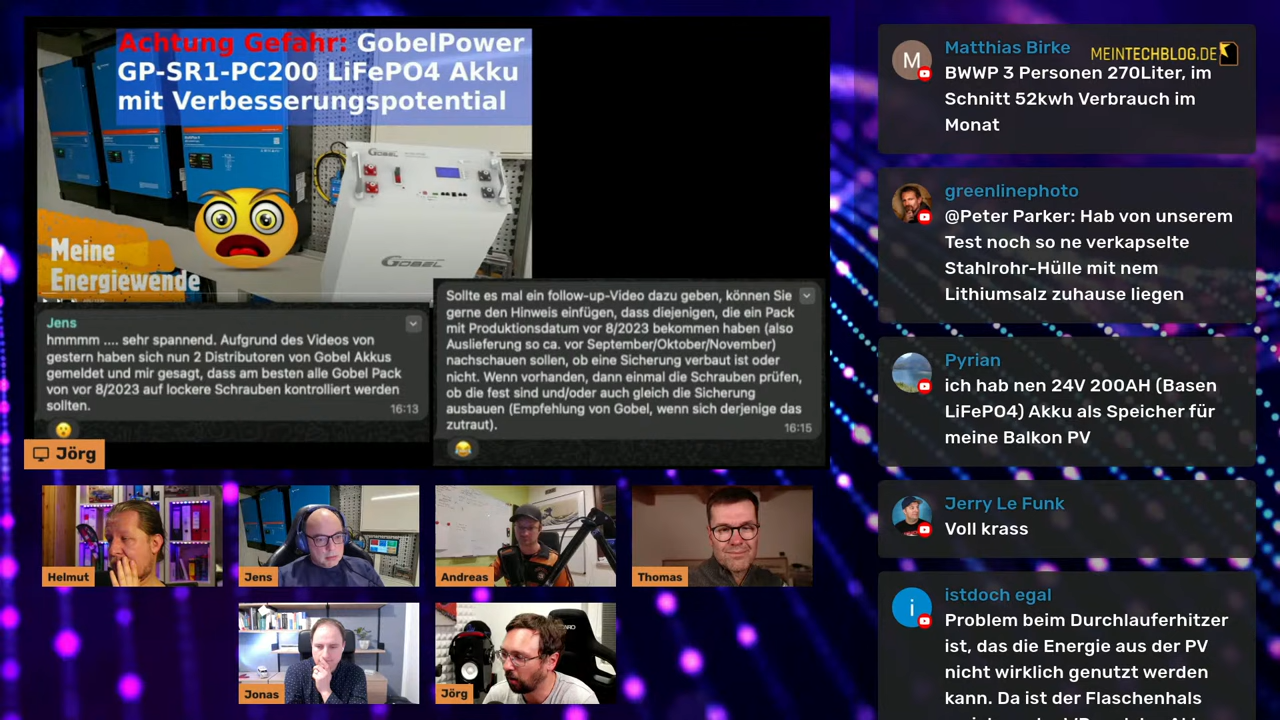 Achtung Gefahr: GobelPower
GP-SR1-PC200 LiFePO4 Akku
mit Verbesserungspotential
GOBEL
GOBEL
Meine
Energiewende
Jens
hmmmm .... sehr spannend. Aufgrund des Videos von
gestern haben sich nun 2 Distributoren von Gobel Akkus
gemeldet und mir gesagt, dass am besten alle Gobel Pack
von vor 8/2023 auf lockere Schrauben kontrolliert werden
sollten.
16:13
Sollte es mal ein follow-up-Video dazu geben, können Sie
gerne den Hinweis einfügen, dass diejenigen, die ein Pack
mit Produktionsdatum vor 8/2023 bekommen haben (also
Auslieferung so ca. vor September/Oktober/November)
nachschauen sollen, ob eine Sicherung verbaut ist oder
nicht. Wenn vorhanden, dann einmal die Schrauben prüfen,
ob die fest sind und/oder auch gleich die Sicherung
ausbauen (Empfehlung von Gobel, wenn sich derjenige das
zutraut).
16:15
Jörg
Helmut
Jens
Andreas
Thomas
Jonas
Jörg
MEINTECHBLOG.DE
M
Matthias Birke
BWWP 3 Personen 270Liter, im
Schnitt 52kwh Verbrauch im
Monat
greenlinephoto
@Peter Parker: Hab von unserem
Test noch so ne verkapselte
Stahlrohr-Hülle mit nem
Lithiumsalz zuhause liegen
Pyrian
ich hab nen 24V 200AH (Basen
LiFePO4) Akku als Speicher für
meine Balkon PV
Jerry Le Funk
Voll krass
i
istdoch egal
Problem beim Durchlauferhitzer
ist, das die Energie aus der PV
nicht wirklich genutzt werden
kann. Da ist der Flaschenhals